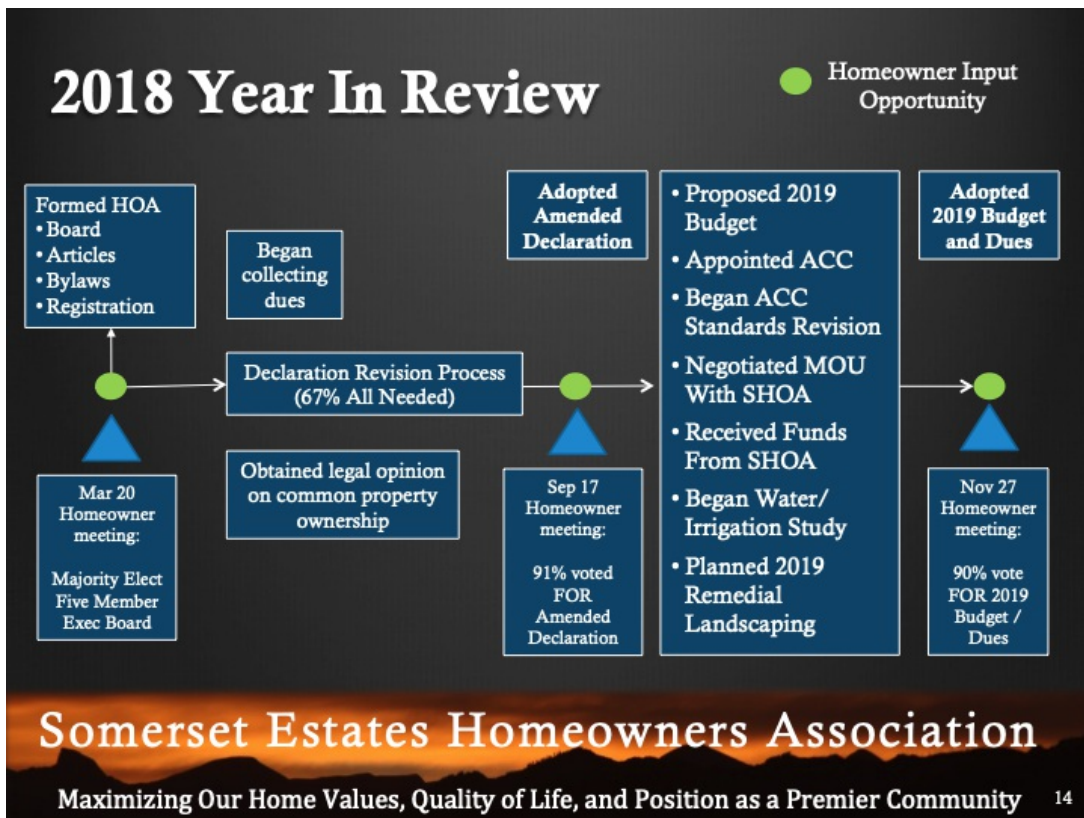 2018 Year In Review
Homeowner Input
Opportunity
Formed HOA
• Board
• Articles
• Bylaws
• Registration
Began
collecting
dues
Declaration Revision Process
(67% All Needed)
Obtained legal opinion
on common property
ownership
Mar 20
Homeowner
meeting:
Majority Elect
Five Member
Exec Board
Adopted
Amended
Declaration
Sep 17
Homeowner
meeting:
91% voted
FOR
Amended
Declaration
• Proposed 2019
Budget
• Appointed ACC
• Began ACC
Standards Revision
• Negotiated MOU
With SHOA
• Received Funds
From SHOA
• Began Water/
Irrigation Study
• Planned 2019
Remedial
Landscaping
Adopted
2019 Budget
and Dues
Nov 27
Homeowner
meeting:
90% vote
FOR 2019
Budget /
Dues
Somerset Estates Homeowners Association
Maximizing Our Home Values, Quality of Life, and Position as a Premier Community 14